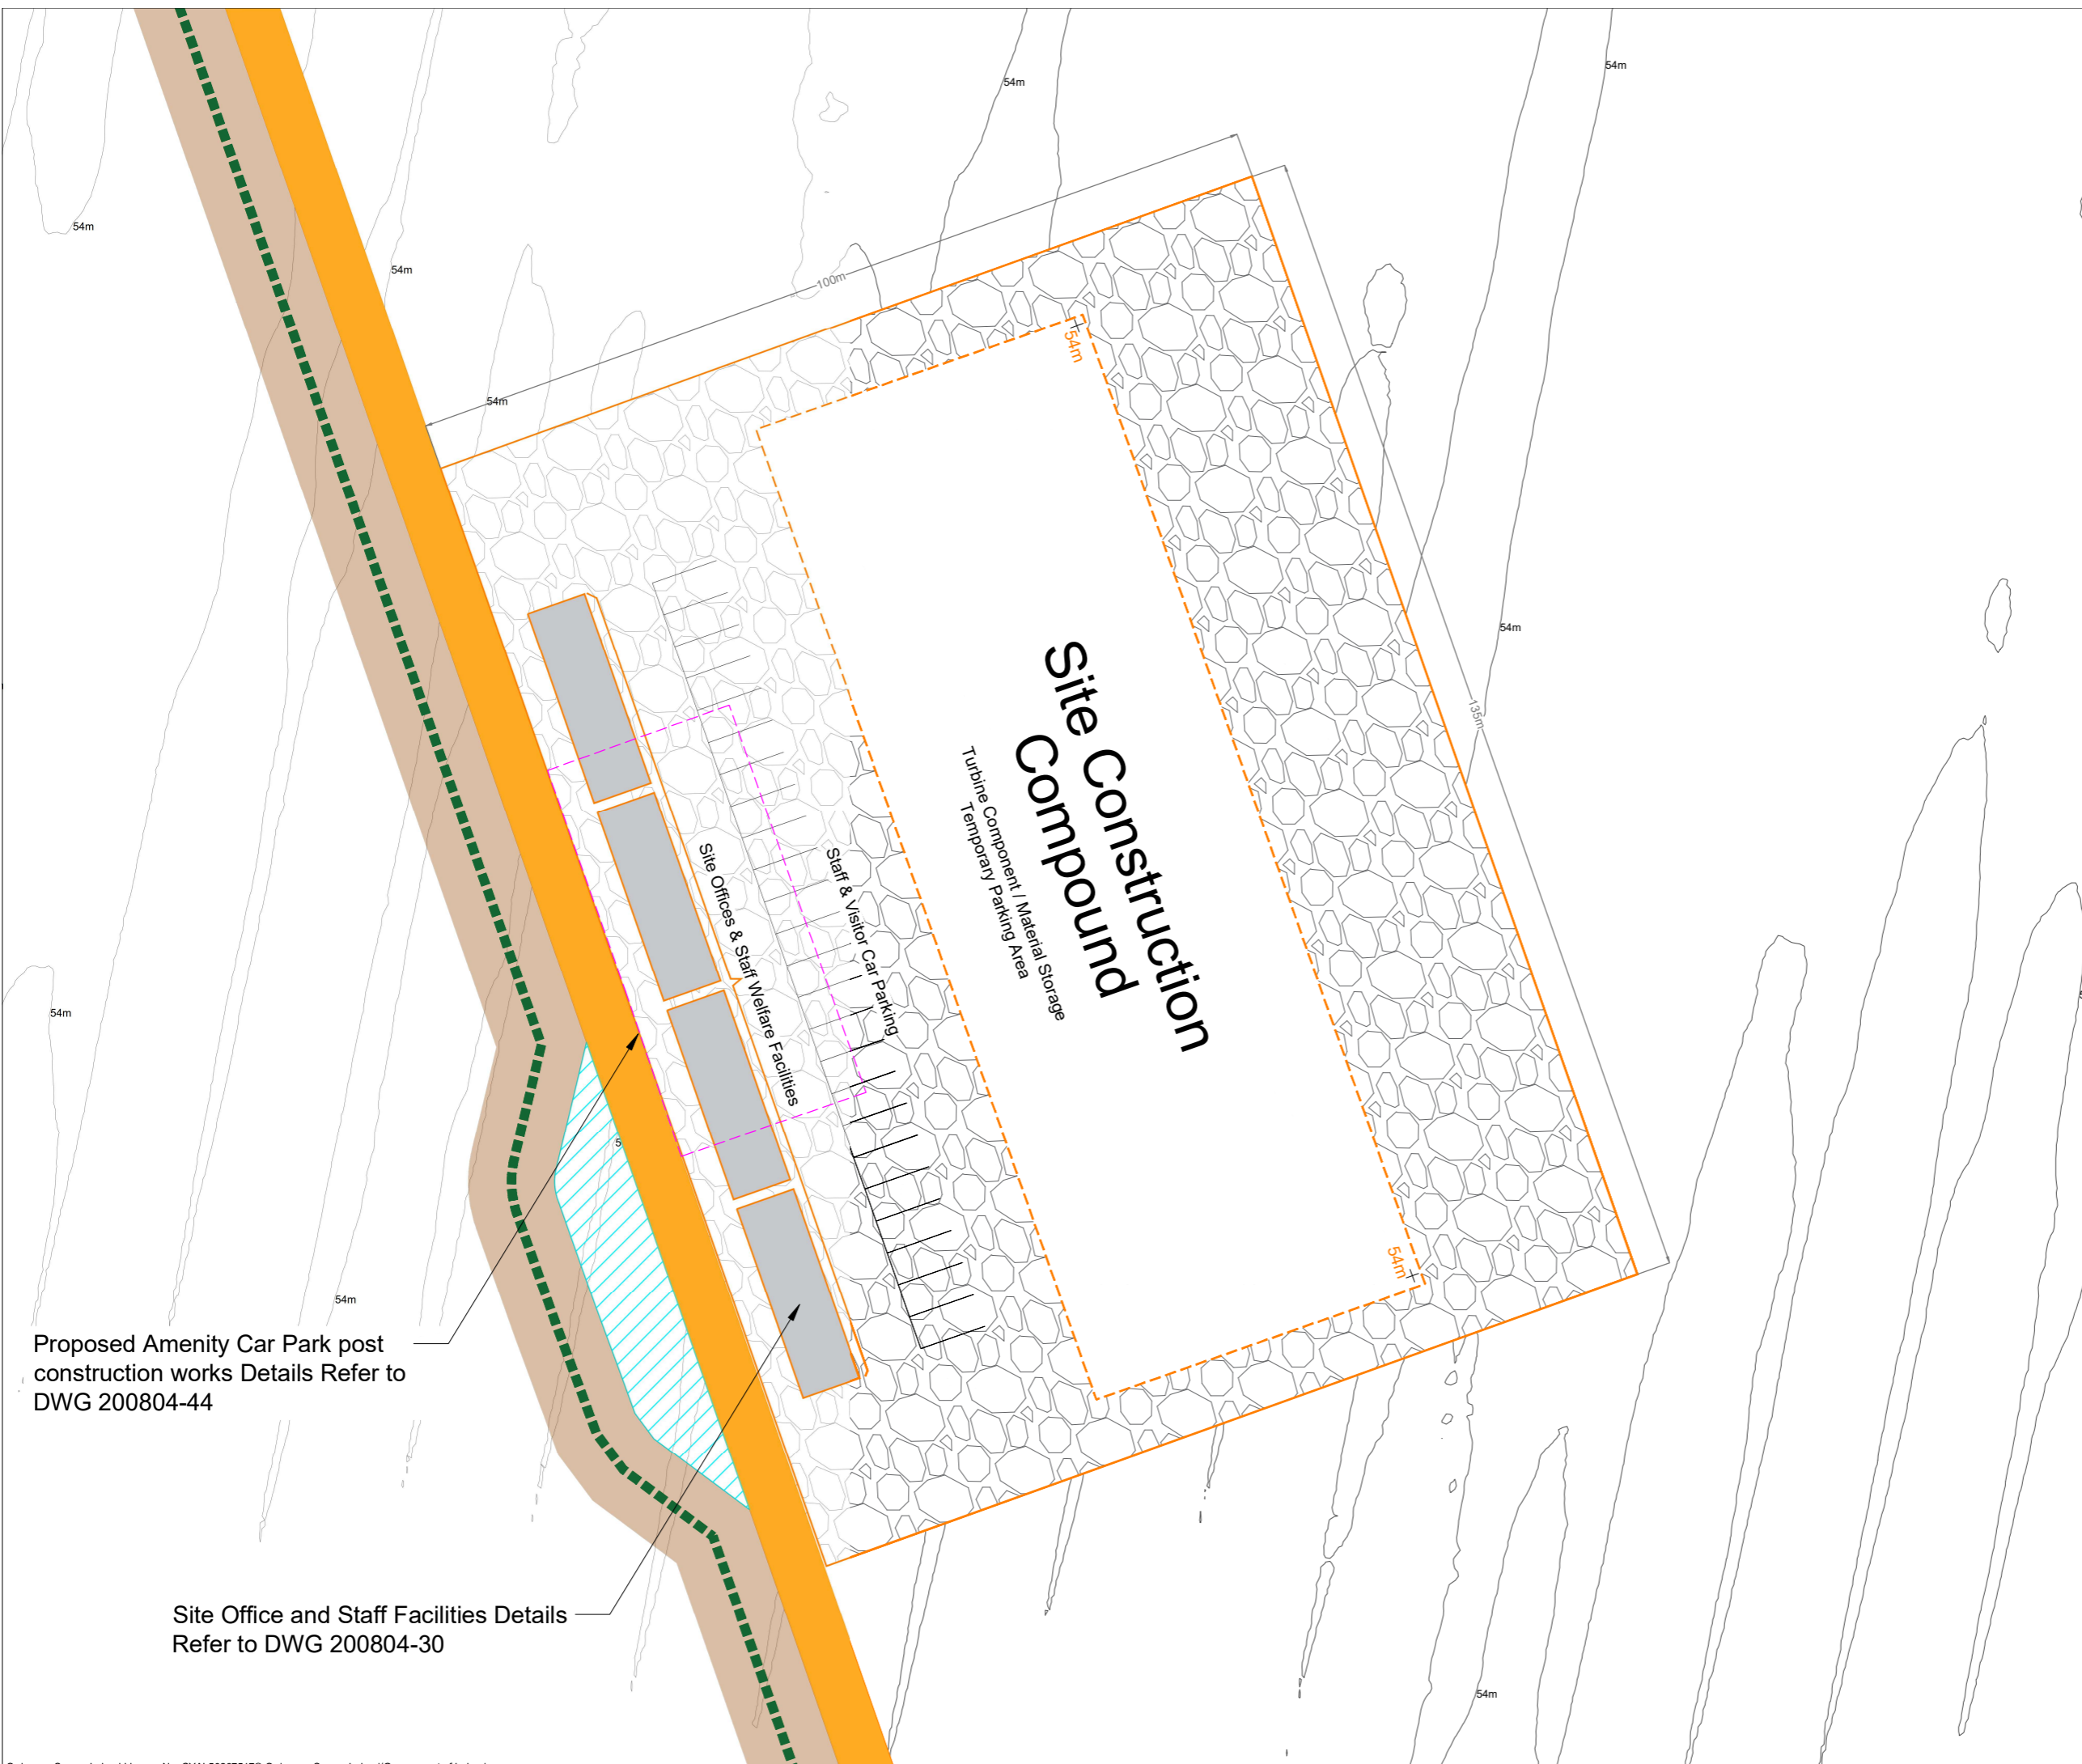 54m
54m
54m
54m
100m
54m
54m
54m
135m
Site Construction
Compound
Turbine Component / Material Storage
Temporary Parking Area
Staff & Visitor Car Parking
Site Offices & Staff Welfare Facilities
54m
54m
54m
54m
Proposed Amenity Car Park post
construction works Details Refer to
DWG 200804-44
Site Office and Staff Facilities Details
Refer to DWG 200804-30
54m